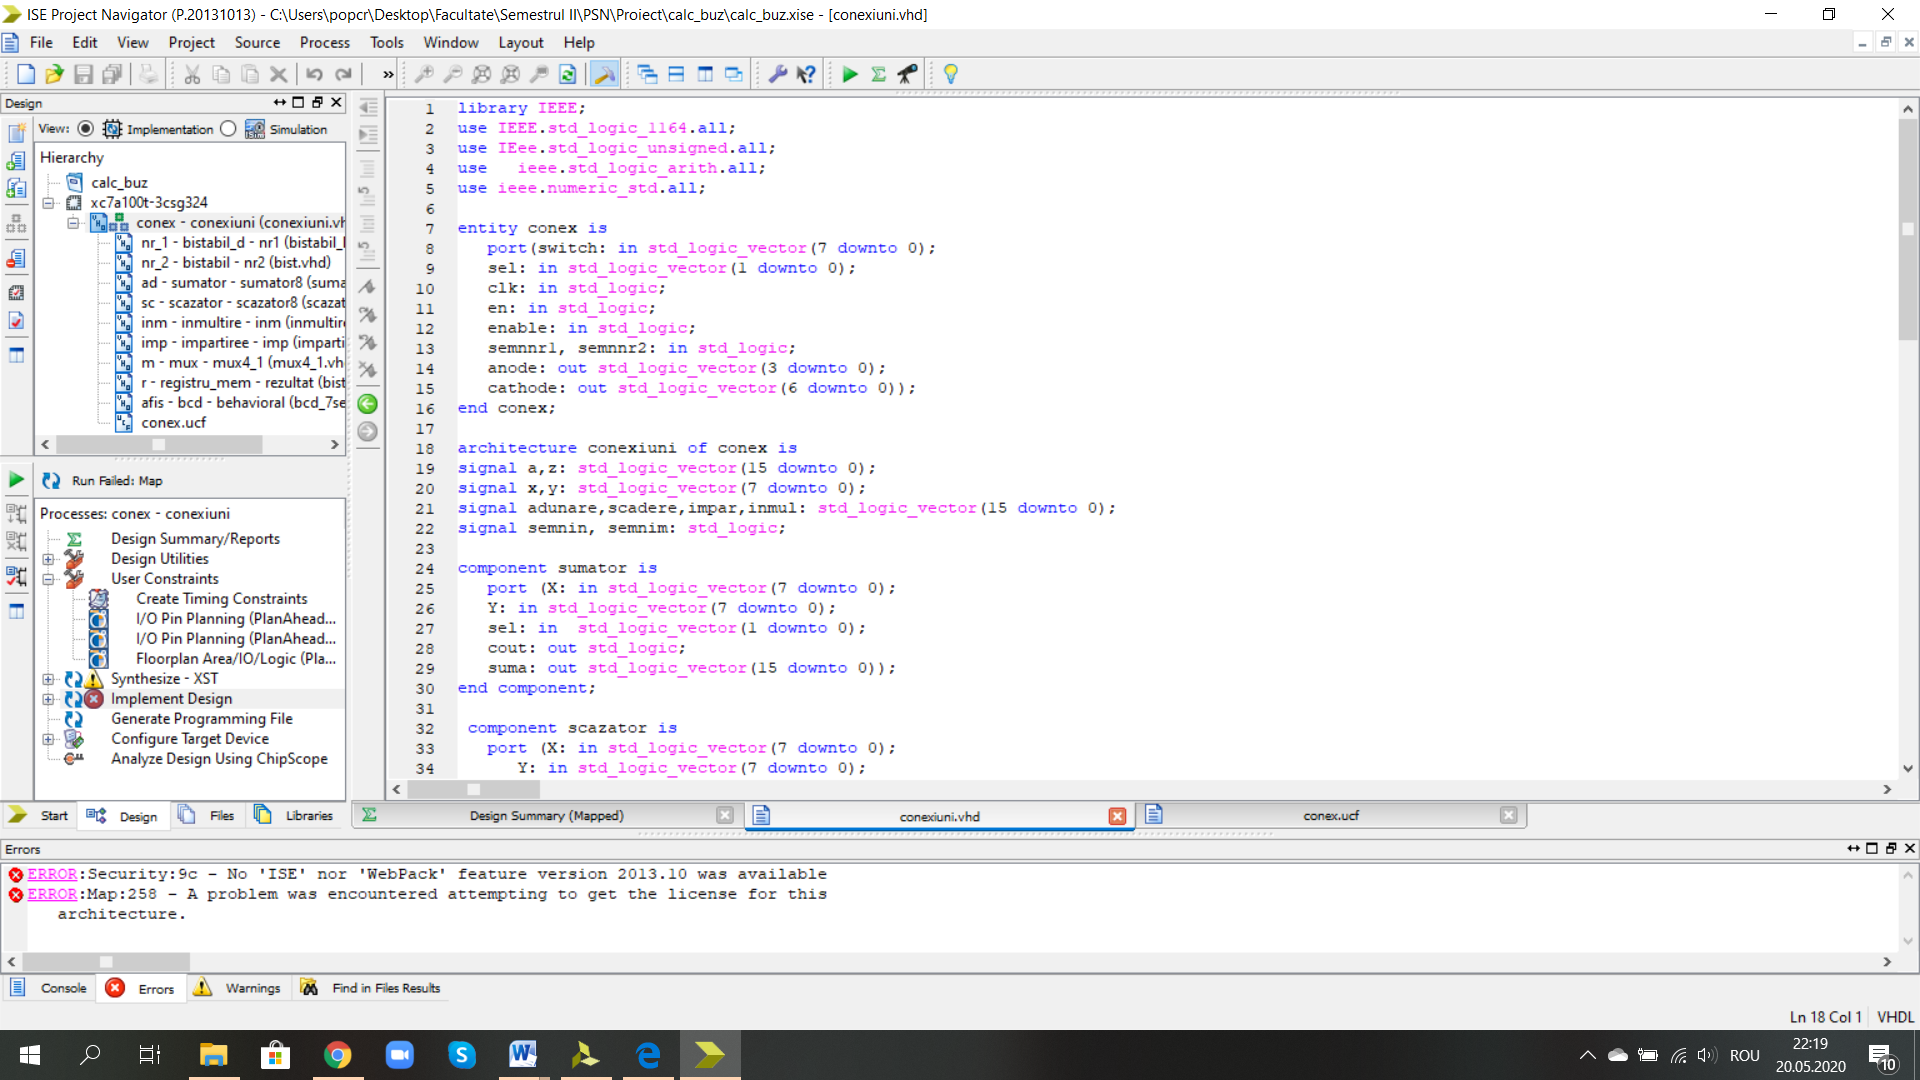 ISE Project Navigator (P.20131013) - C:\Users\popcr\Desktop\Facultate\Semestrul II\PSN\Proiect\calc_buz\calc_buz.xise - [conexiuni.vhd]
File Edit View Project Source Process Tools Window Layout Help
Design
View: Implementation Simulation
Hierarchy
calc_buz
xc7a100t-3csg324
conex - conexiuni (conexiuni.vh
nr_1 - bistabil_d - nr1 (bistabil_
nr_2 - bistabil - nr2 (bist.vhd)
ad - sumator - sumator8 (suma
sc - scazator - scazator8 (scazat
inm - inmultire - inm (inmultire
imp - impartiree - imp (imparti
m - mux - mux4_1 (mux4_1.vh
r - registru_mem - rezultat (bist
afis - bcd - behavioral (bcd_7se
conex.ucf
Run Failed: Map
Processes: conex - conexiuni
Design Summary/Reports
Design Utilities
User Constraints
Create Timing Constraints
I/O Pin Planning (PlanAhead...
I/O Pin Planning (PlanAhead...
Floorplan Area/IO/Logic (Pla...
Synthesize - XST
Implement Design
Generate Programming File
Configure Target Device
Analyze Design Using ChipScope
Start Design Files Libraries
1 library IEEE;
2 use IEEE.std_logic_1164.all;
3 use IEee.std_logic_unsigned.all;
4 use   ieee.std_logic_arith.all;
5 use ieee.numeric_std.all;
6
7 entity conex is
8    port(switch: in std_logic_vector(7 downto 0);
9    sel: in std_logic_vector(1 downto 0);
10    clk: in std_logic;
11    en: in std_logic;
12    enable: in std_logic;
13    semnnr1, semnnr2: in std_logic;
14    anode: out std_logic_vector(3 downto 0);
15    cathode: out std_logic_vector(6 downto 0));
16 end conex;
17
18 architecture conexiuni of conex is
19 signal a,z: std_logic_vector(15 downto 0);
20 signal x,y: std_logic_vector(7 downto 0);
21 signal adunare,scadere,impar,inmul: std_logic_vector(15 downto 0);
22 signal semnin, semnim: std_logic;
23
24 component sumator is
25    port (X: in std_logic_vector(7 downto 0);
26    Y: in std_logic_vector(7 downto 0);
27    sel: in  std_logic_vector(1 downto 0);
28    cout: out std_logic;
29    suma: out std_logic_vector(15 downto 0));
30 end component;
31
32  component scazator is
33    port (X: in std_logic_vector(7 downto 0);
34       Y: in std_logic_vector(7 downto 0);
Design Summary (Mapped) conexiuni.vhd conex.ucf
Errors
ERROR:Security:9c - No 'ISE' nor 'WebPack' feature version 2013.10 was available
ERROR:Map:258 - A problem was encountered attempting to get the license for this
architecture.
Console Errors Warnings Find in Files Results
Ln 18 Col 1 VHDL
ROU
22:19
20.05.2020
10